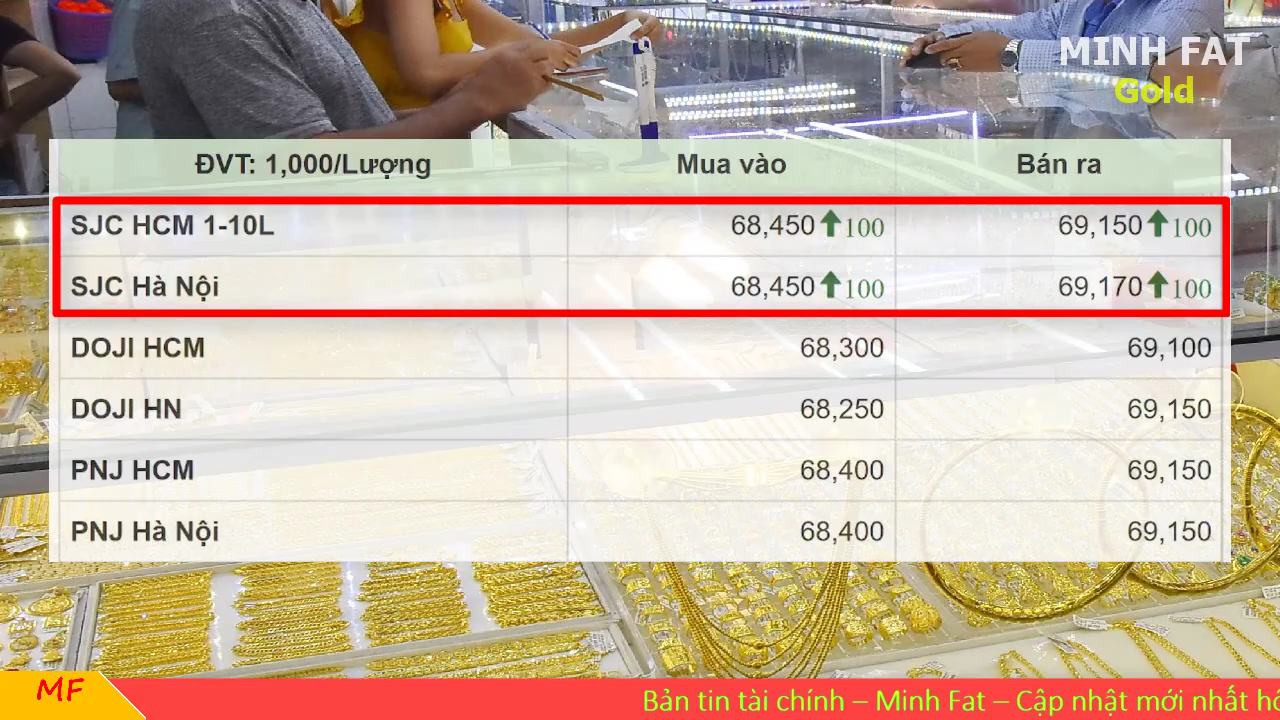 MINH FAT
Gold
ĐVT: 1,000/Lượng Mua vào Bán ra
SJC HCM 1-10L 68,450 100 69,150 100
SJC Hà Nội 68,450 100 69,170 100
DOJI HCM 68,300 69,100
DOJI HN 68,250 69,150
PNJ HCM 68,400 69,150
PNJ Hà Nội 68,400 69,150
MF
Bản tin tài chính – Minh Fat – Cập nhật mới nhất